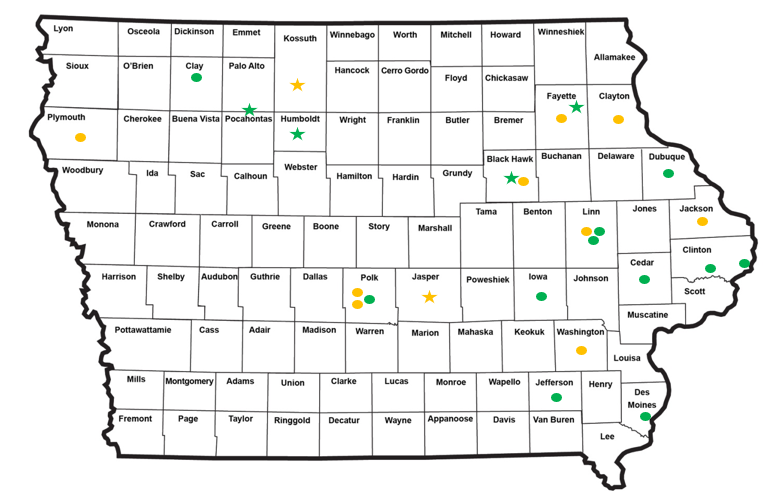 Lyon
Osceola
Dickinson
Emmet
Kossuth
Winnebago
Worth
Mitchell
Howard
Winneshiek
Allamakee
Sioux
O'Brien
Clay
Palo Alto
Hancock
Cerro Gordo
Floyd
Chickasaw
Fayette
Clayton
Plymouth
Cherokee
Buena Vista
Pocahontas
Humboldt
Wright
Franklin
Butler
Bremer
Woodbury
Ida
Sac
Calhoun
Webster
Hamilton
Hardin
Grundy
Black Hawk
Buchanan
Delaware
Dubuque
Monona
Crawford
Carroll
Greene
Boone
Story
Marshall
Tama
Benton
Linn
Jones
Jackson
Clinton
Cedar
Harrison
Shelby
Audubon
Guthrie
Dallas
Polk
Jasper
Poweshiek
Iowa
Johnson
Scott
Muscatine
Pottawattamie
Cass
Adair
Madison
Warren
Marion
Mahaska
Keokuk
Washington
Louisa
Mills
Montgomery
Adams
Union
Clarke
Lucas
Monroe
Wapello
Jefferson
Henry
Des
Moines
Fremont
Page
Taylor
Ringgold
Decatur
Wayne
Appanoose
Davis
Van Buren
Lee